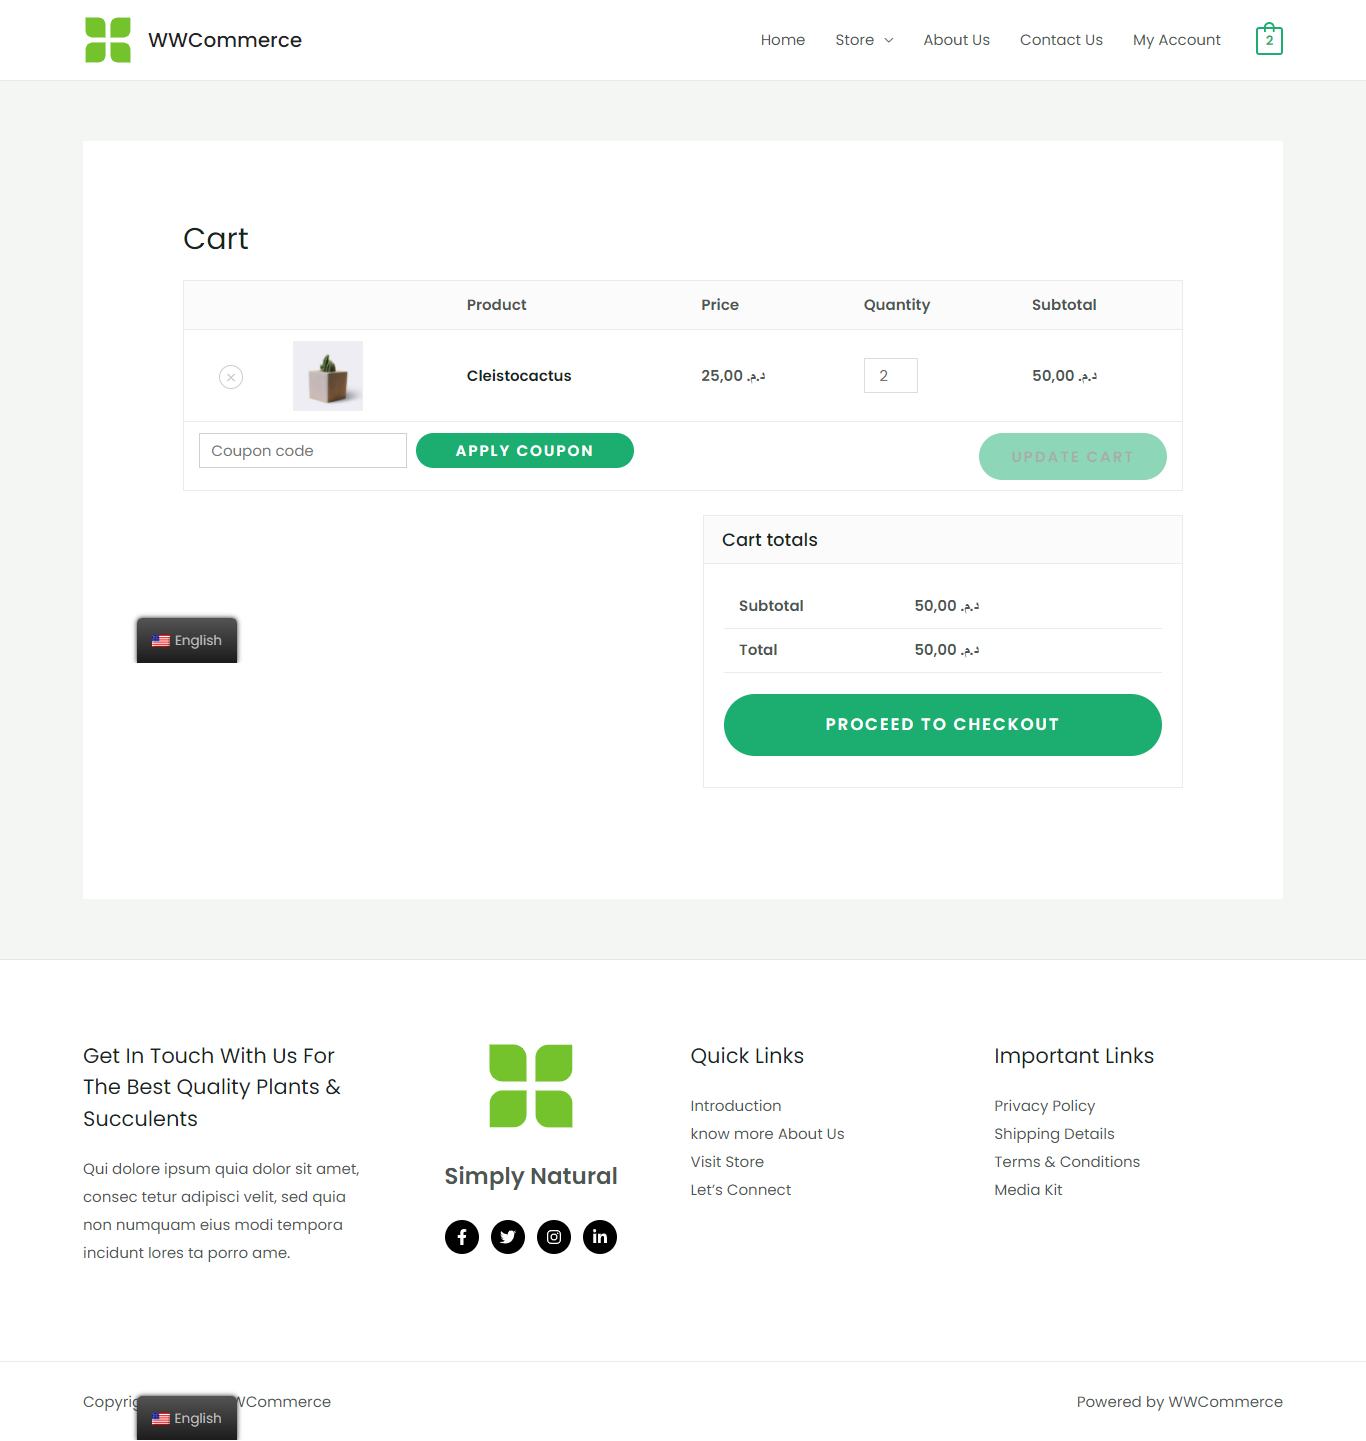 WWCommerce
Home Store About Us Contact Us My Account 2
Cart
Product Price Quantity Subtotal
Cleistocactus 25,00 د.م. 2 50,00 د.م.
Coupon code APPLY COUPON UPDATE CART
Cart totals
Subtotal 50,00 د.م.
Total 50,00 د.م.
English
PROCEED TO CHECKOUT
Get In Touch With Us For
The Best Quality Plants &
Succulents
Qui dolore ipsum quia dolor sit amet,
consec tetur adipisci velit, sed quia
non numquam eius modi tempora
incidunt lores ta porro ame.
Simply Natural
Quick Links
Introduction
know more About Us
Visit Store
Let’s Connect
Important Links
Privacy Policy
Shipping Details
Terms & Conditions
Media Kit
English
Powered by WWCommerce